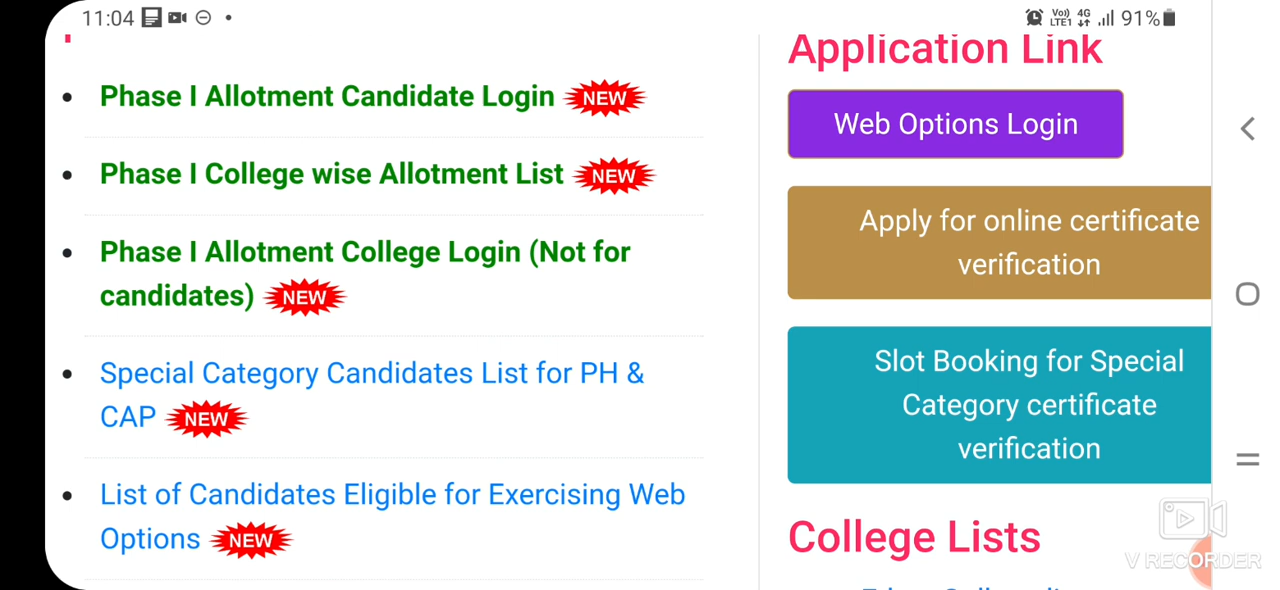 11:04
Vo)) 4G
LTE1
91%
Phase I Allotment Candidate Login NEW
Phase I College wise Allotment List NEW
Phase I Allotment College Login (Not for
candidates) NEW
Special Category Candidates List for PH &
CAP NEW
List of Candidates Eligible for Exercising Web
Options NEW
Application Link
Web Options Login
Apply for online certificate
verification
Slot Booking for Special
Category certificate
verification
College Lists
V RECORDER